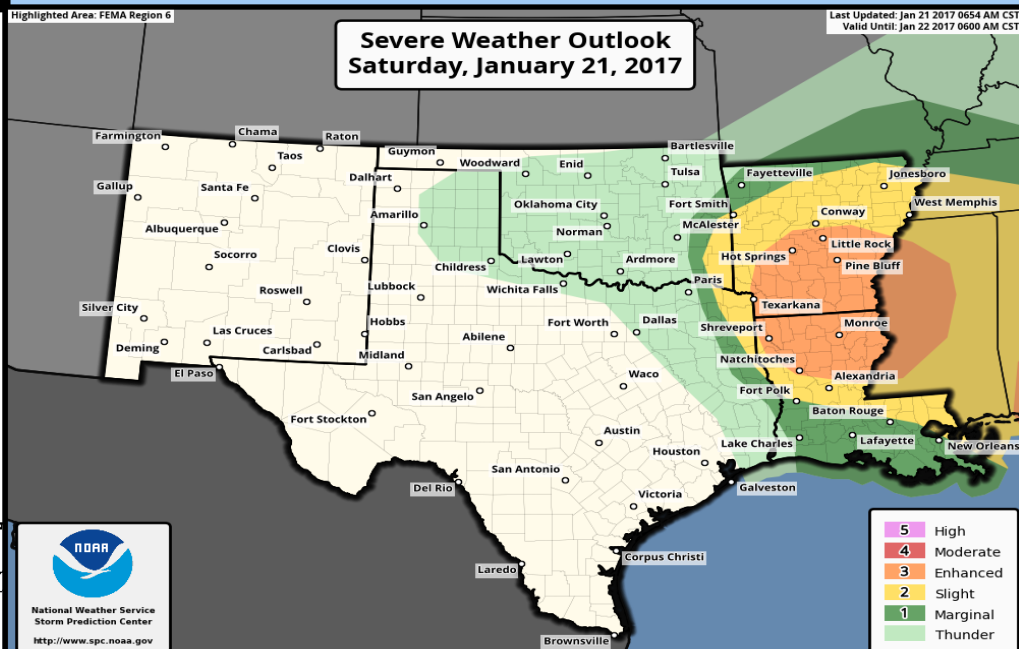 Highlighted Area: FEMA Region 6
Last Updated: Jan 21 2017 0654 AM CST
Valid Until: Jan 22 2017 0600 AM CST
Severe Weather Outlook
Saturday, January 21, 2017
Farmington
Chama
Raton
Taos
Guymon
Woodward
Enid
Bartlesville
Tulsa
Fayetteville
Jonesboro
Gallup
Santa Fe
Dalhart
Oklahoma City
Fort Smith
West Memphis
Albuquerque
Amarillo
Norman
McAlester
Conway
Socorro
Clovis
Childress
Lawton
Ardmore
Hot Springs
Little Rock
Pine Bluff
Roswell
Lubbock
Wichita Falls
Paris
Texarkana
Silver City
Las Cruces
Hobbs
Abilene
Fort Worth
Dallas
Shreveport
Monroe
Deming
Carlsbad
Midland
Natchitoches
El Paso
San Angelo
Waco
Fort Polk
Alexandria
Fort Stockton
Austin
Baton Rouge
Houston
Lake Charles
Lafayette
New Orleans
Del Rio
San Antonio
Victoria
Galveston
Laredo
Corpus Christi
Brownsville
NOAA
National Weather Service
Storm Prediction Center
http://www.spc.noaa.gov
5 High
4 Moderate
3 Enhanced
2 Slight
1 Marginal
Thunder